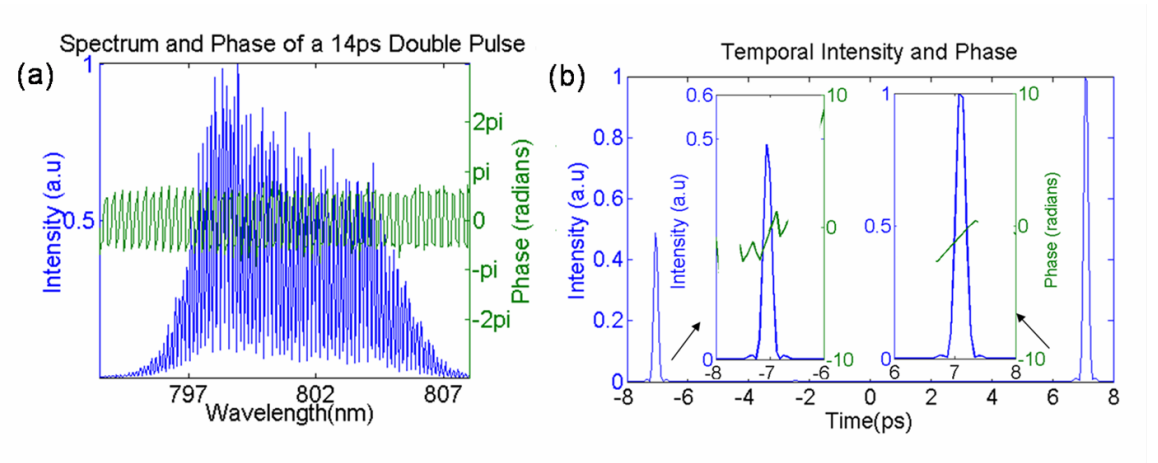 Spectrum and Phase of a 14ps Double Pulse
(a)
1
0.5
Intensity (a.u)
2pi
pi
0
-pi
-2pi
Phase (radians)
797 802 807
Wavelength(nm)
Temporal Intensity and Phase
(b)
1
0.8
0.6
0.4
0.2
0
Intensity (a.u)
0.6
0.5
0
Intensity (a.u)
10
0
-10
-8 -7 -6
1
0.5
0
10
0
-10
Phase (radians)
6 7 8
-8 -6 -4 -2 0 2 4 6 8
Time(ps)